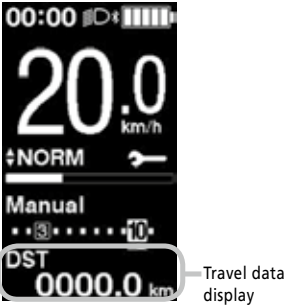 00:00
20.0
km/h
NORM
Manual
3 10
DST
0000.0 km
Travel data
display